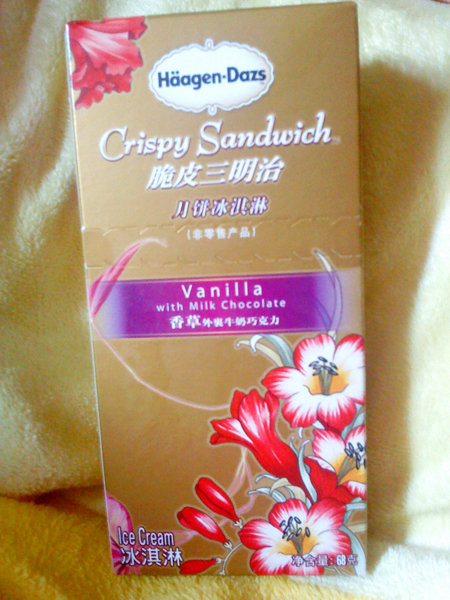 Häagen-Dazs
Crispy Sandwich™
脆皮三明治
月饼冰淇淋
(非零售产品)
Vanilla
with Milk Chocolate
香草外裹牛奶巧克力
Ice Cream
冰淇淋
净含量:68克